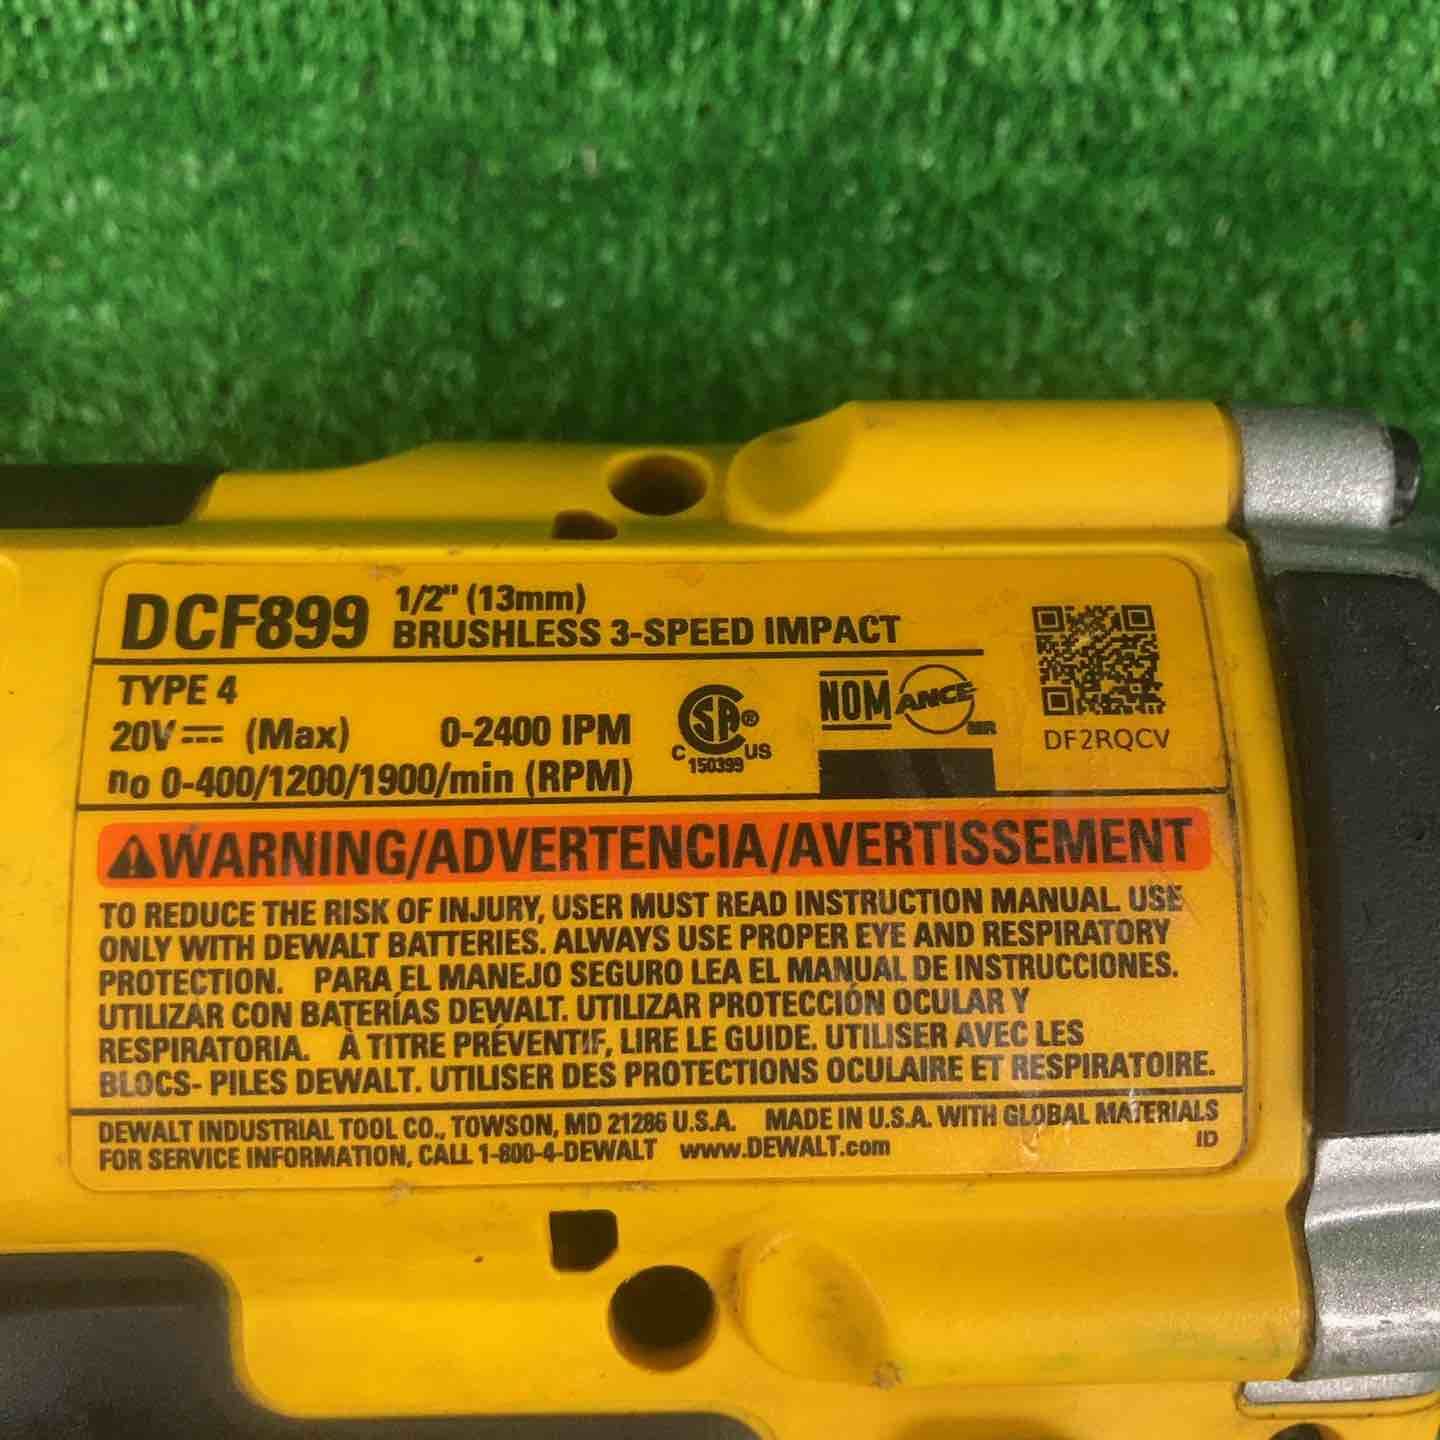 DCF899 1/2" (13mm)
BRUSHLESS 3-SPEED IMPACT
TYPE 4
20V (Max) 0-2400 IPM
no 0-400/1200/1900/min (RPM)
CSA® C US
150399
NOM ANCE MR
DF2RQCV
WARNING/ADVERTENCIA/AVERTISSEMENT
TO REDUCE THE RISK OF INJURY, USER MUST READ INSTRUCTION MANUAL. USE
ONLY WITH DEWALT BATTERIES. ALWAYS USE PROPER EYE AND RESPIRATORY
PROTECTION. PARA EL MANEJO SEGURO LEA EL MANUAL DE INSTRUCCIONES.
UTILIZAR CON BATERÍAS DEWALT. UTILIZAR PROTECCIÓN OCULAR Y
RESPIRATORIA. À TITRE PRÉVENTIF, LIRE LE GUIDE. UTILISER AVEC LES
BLOCS- PILES DEWALT. UTILISER DES PROTECTIONS OCULAIRE ET RESPIRATOIRE.
DEWALT INDUSTRIAL TOOL CO., TOWSON, MD 21286 U.S.A. MADE IN U.S.A. WITH GLOBAL MATERIALS
FOR SERVICE INFORMATION, CALL 1-800-4-DEWALT www.DEWALT.com ID